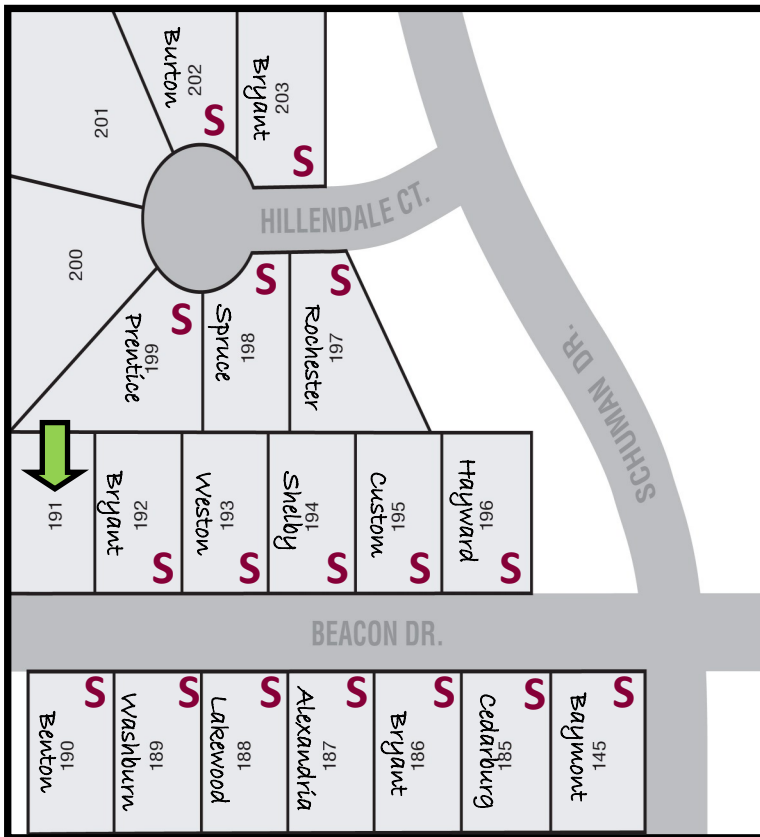 Burton
202
S
Bryant
203
S
201
HILLENDALE CT.
200
Prentice
199
S
Spruce
198
S
Rochester
197
S
SCHUMAN DR.
191
Bryant
192
S
Weston
193
S
Shelby
194
S
Custom
195
S
Hayward
196
S
BEACON DR.
Benton
190
S
Washburn
189
S
Lakewood
188
S
Alexandria
187
S
Bryant
186
S
Cedarburg
185
S
Baymont
145
S